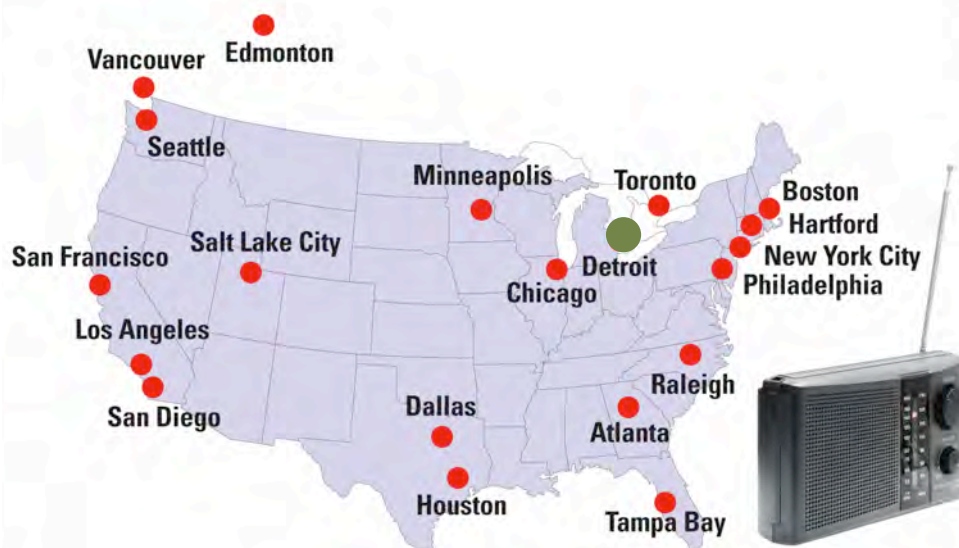 Edmonton
Vancouver
Seattle
Minneapolis
Toronto
Boston
Hartford
New York City
Philadelphia
Detroit
Chicago
Salt Lake City
San Francisco
Los Angeles
San Diego
Raleigh
Dallas
Atlanta
Houston
Tampa Bay